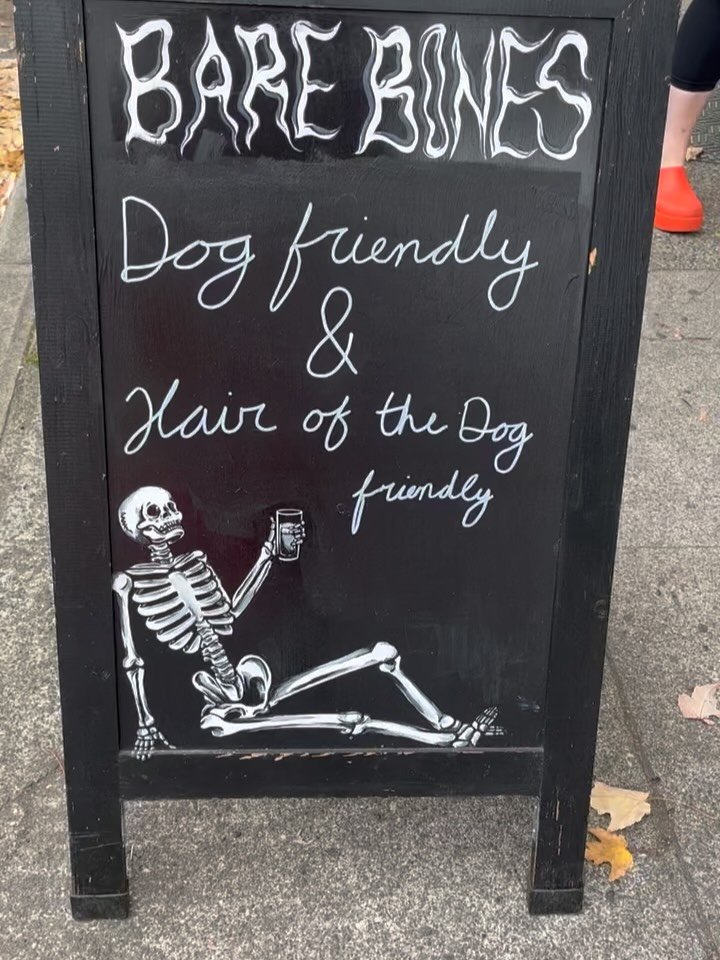 BARE BONES
Dog friendly
&
Hair of the Dog
friendly